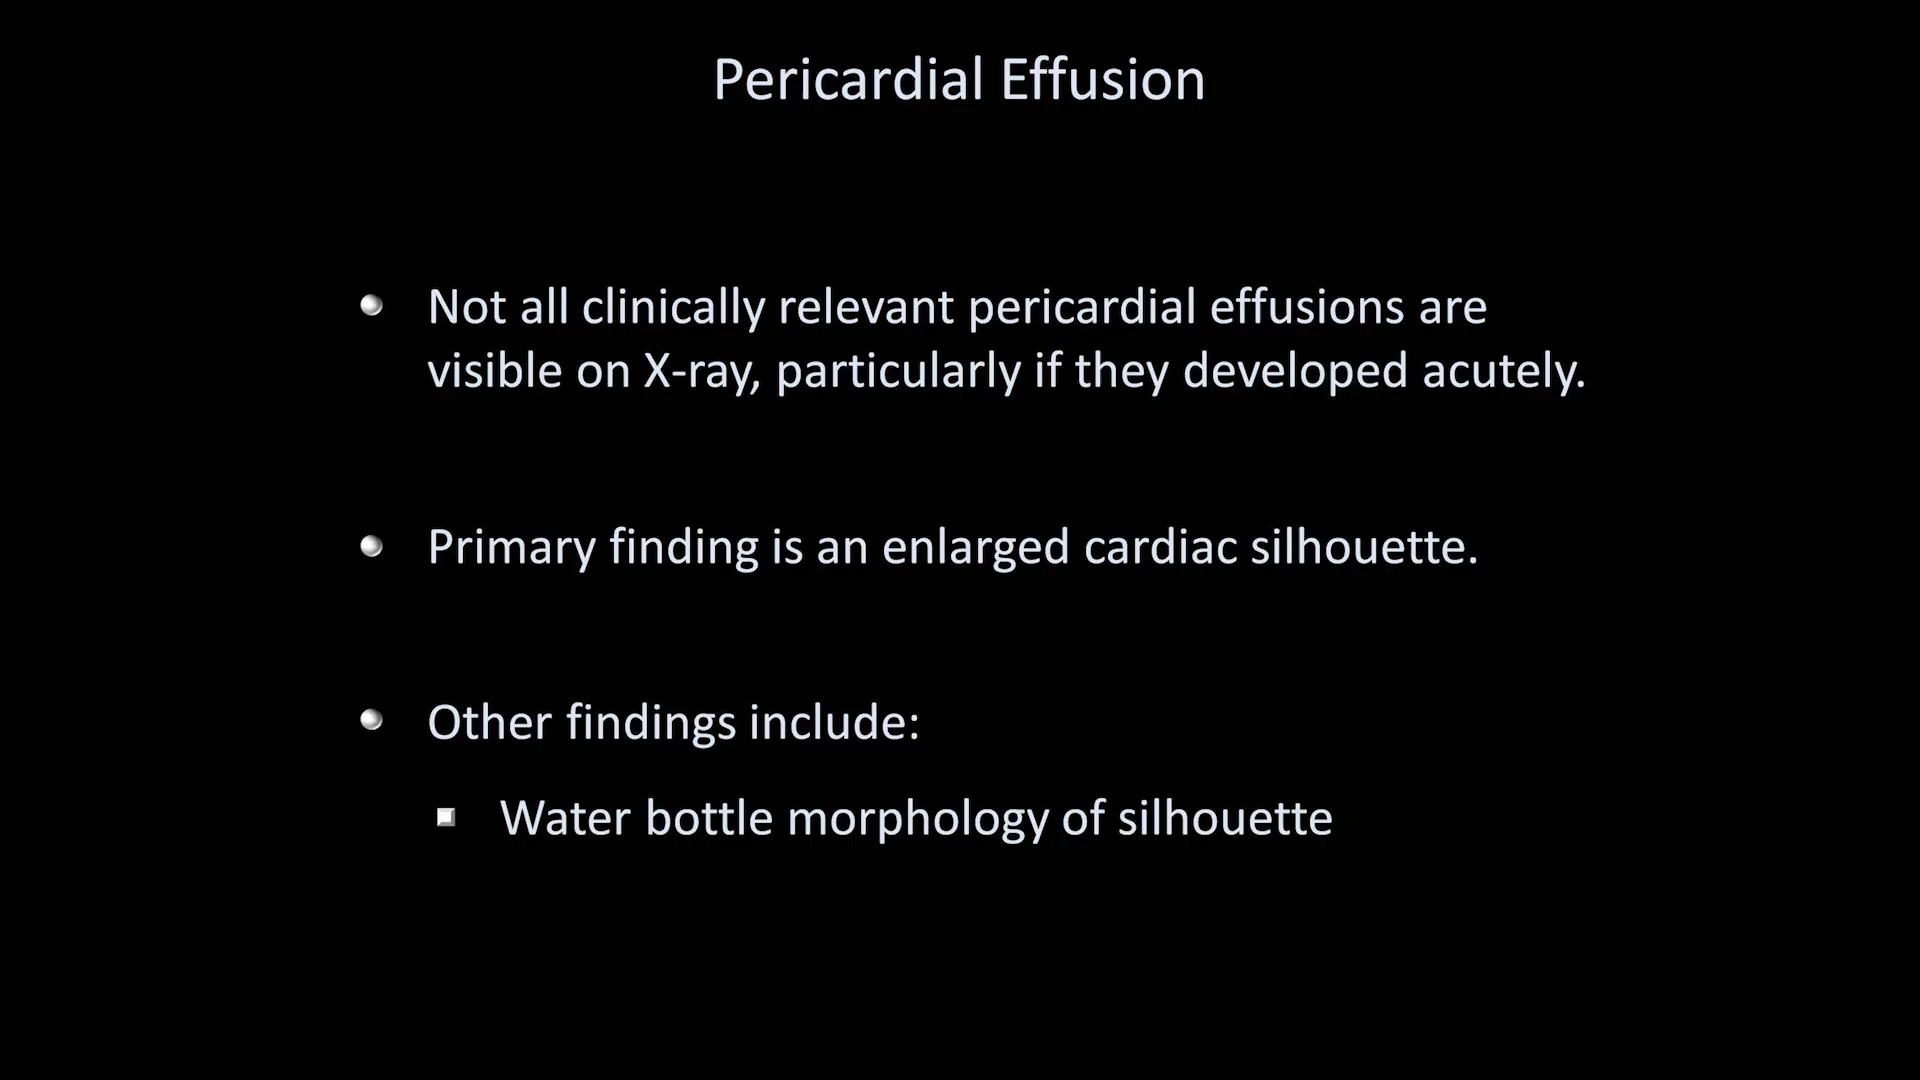 Pericardial Effusion
Not all clinically relevant pericardial effusions are
visible on X-ray, particularly if they developed acutely.
Primary finding is an enlarged cardiac silhouette.
Other findings include:
Water bottle morphology of silhouette